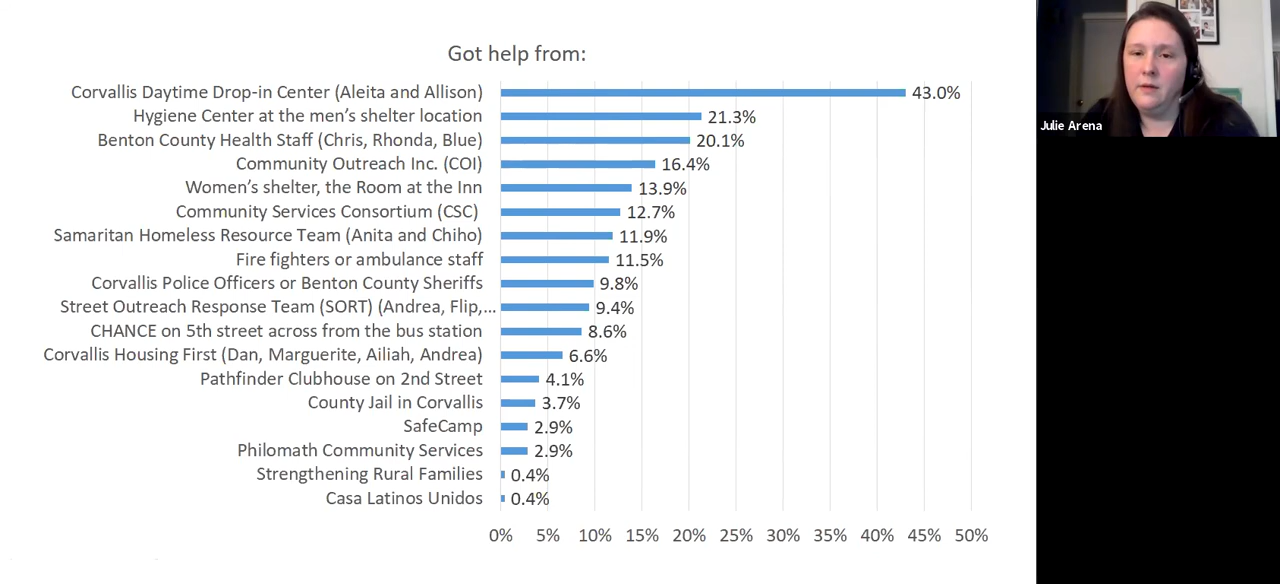 Got help from:
Corvallis Daytime Drop-in Center (Aleita and Allison) 43.0%
Hygiene Center at the men’s shelter location 21.3%
Benton County Health Staff (Chris, Rhonda, Blue) 20.1%
Community Outreach Inc. (COI) 16.4%
Women’s shelter, the Room at the Inn 13.9%
Community Services Consortium (CSC) 12.7%
Samaritan Homeless Resource Team (Anita and Chiho) 11.9%
Fire fighters or ambulance staff 11.5%
Corvallis Police Officers or Benton County Sheriffs 9.8%
Street Outreach Response Team (SORT) (Andrea, Flip,... 9.4%
CHANCE on 5th street across from the bus station 8.6%
Corvallis Housing First (Dan, Marguerite, Ailiah, Andrea) 6.6%
Pathfinder Clubhouse on 2nd Street 4.1%
County Jail in Corvallis 3.7%
SafeCamp 2.9%
Philomath Community Services 2.9%
Strengthening Rural Families 0.4%
Casa Latinos Unidos 0.4%
0% 5% 10% 15% 20% 25% 30% 35% 40% 45% 50%
Julie Arena